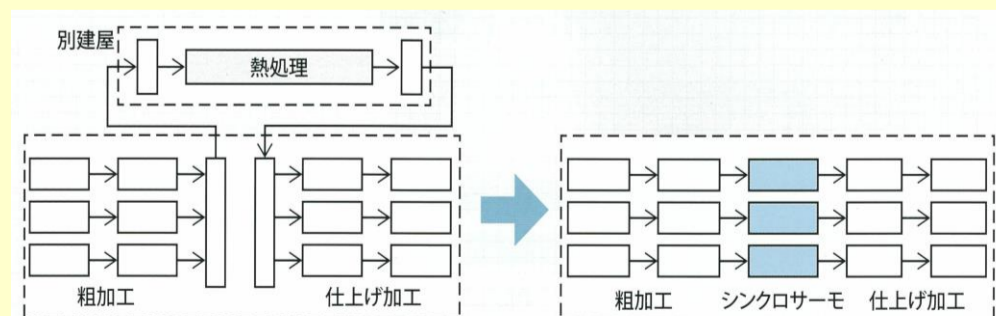 別建屋
熱処理
粗加工
仕上げ加工
粗加工
シンクロサーモ
仕上げ加工